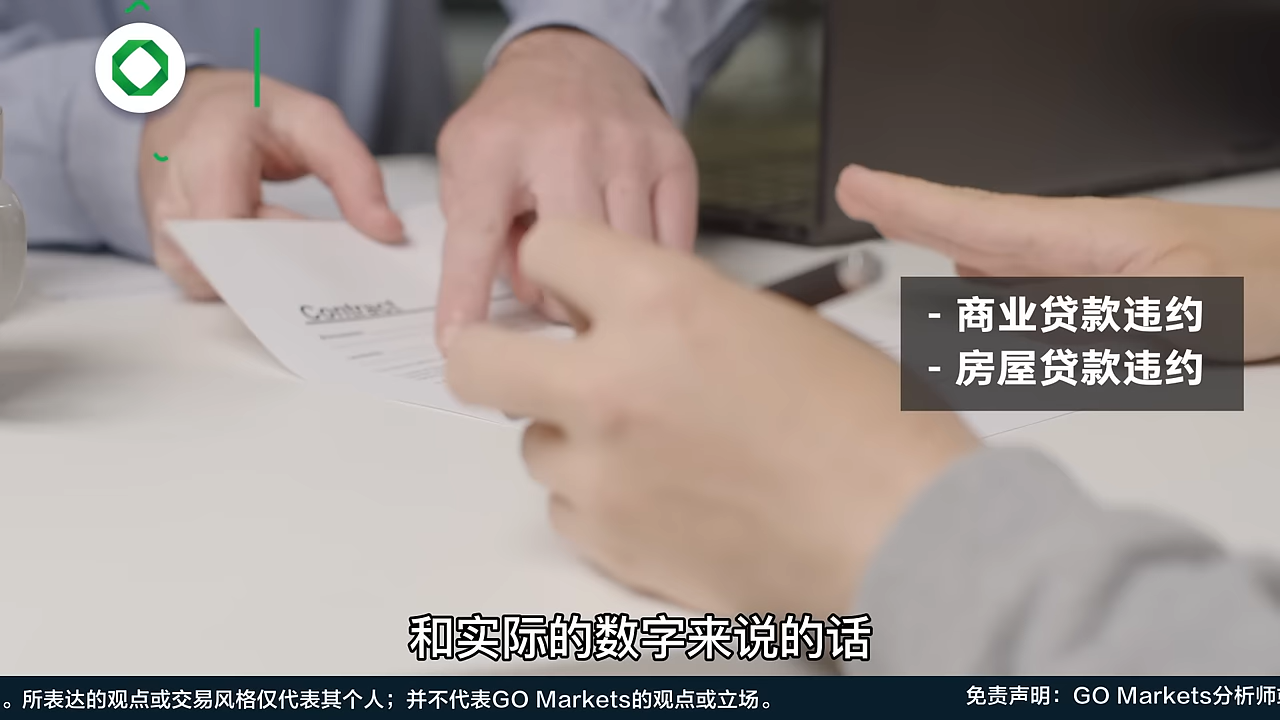 Contract
- 商业贷款违约
- 房屋贷款违约
和实际的数字来说的话
。所表达的观点或交易风格仅代表其个人；并不代表GO Markets的观点或立场。
免责声明：GO Markets分析师